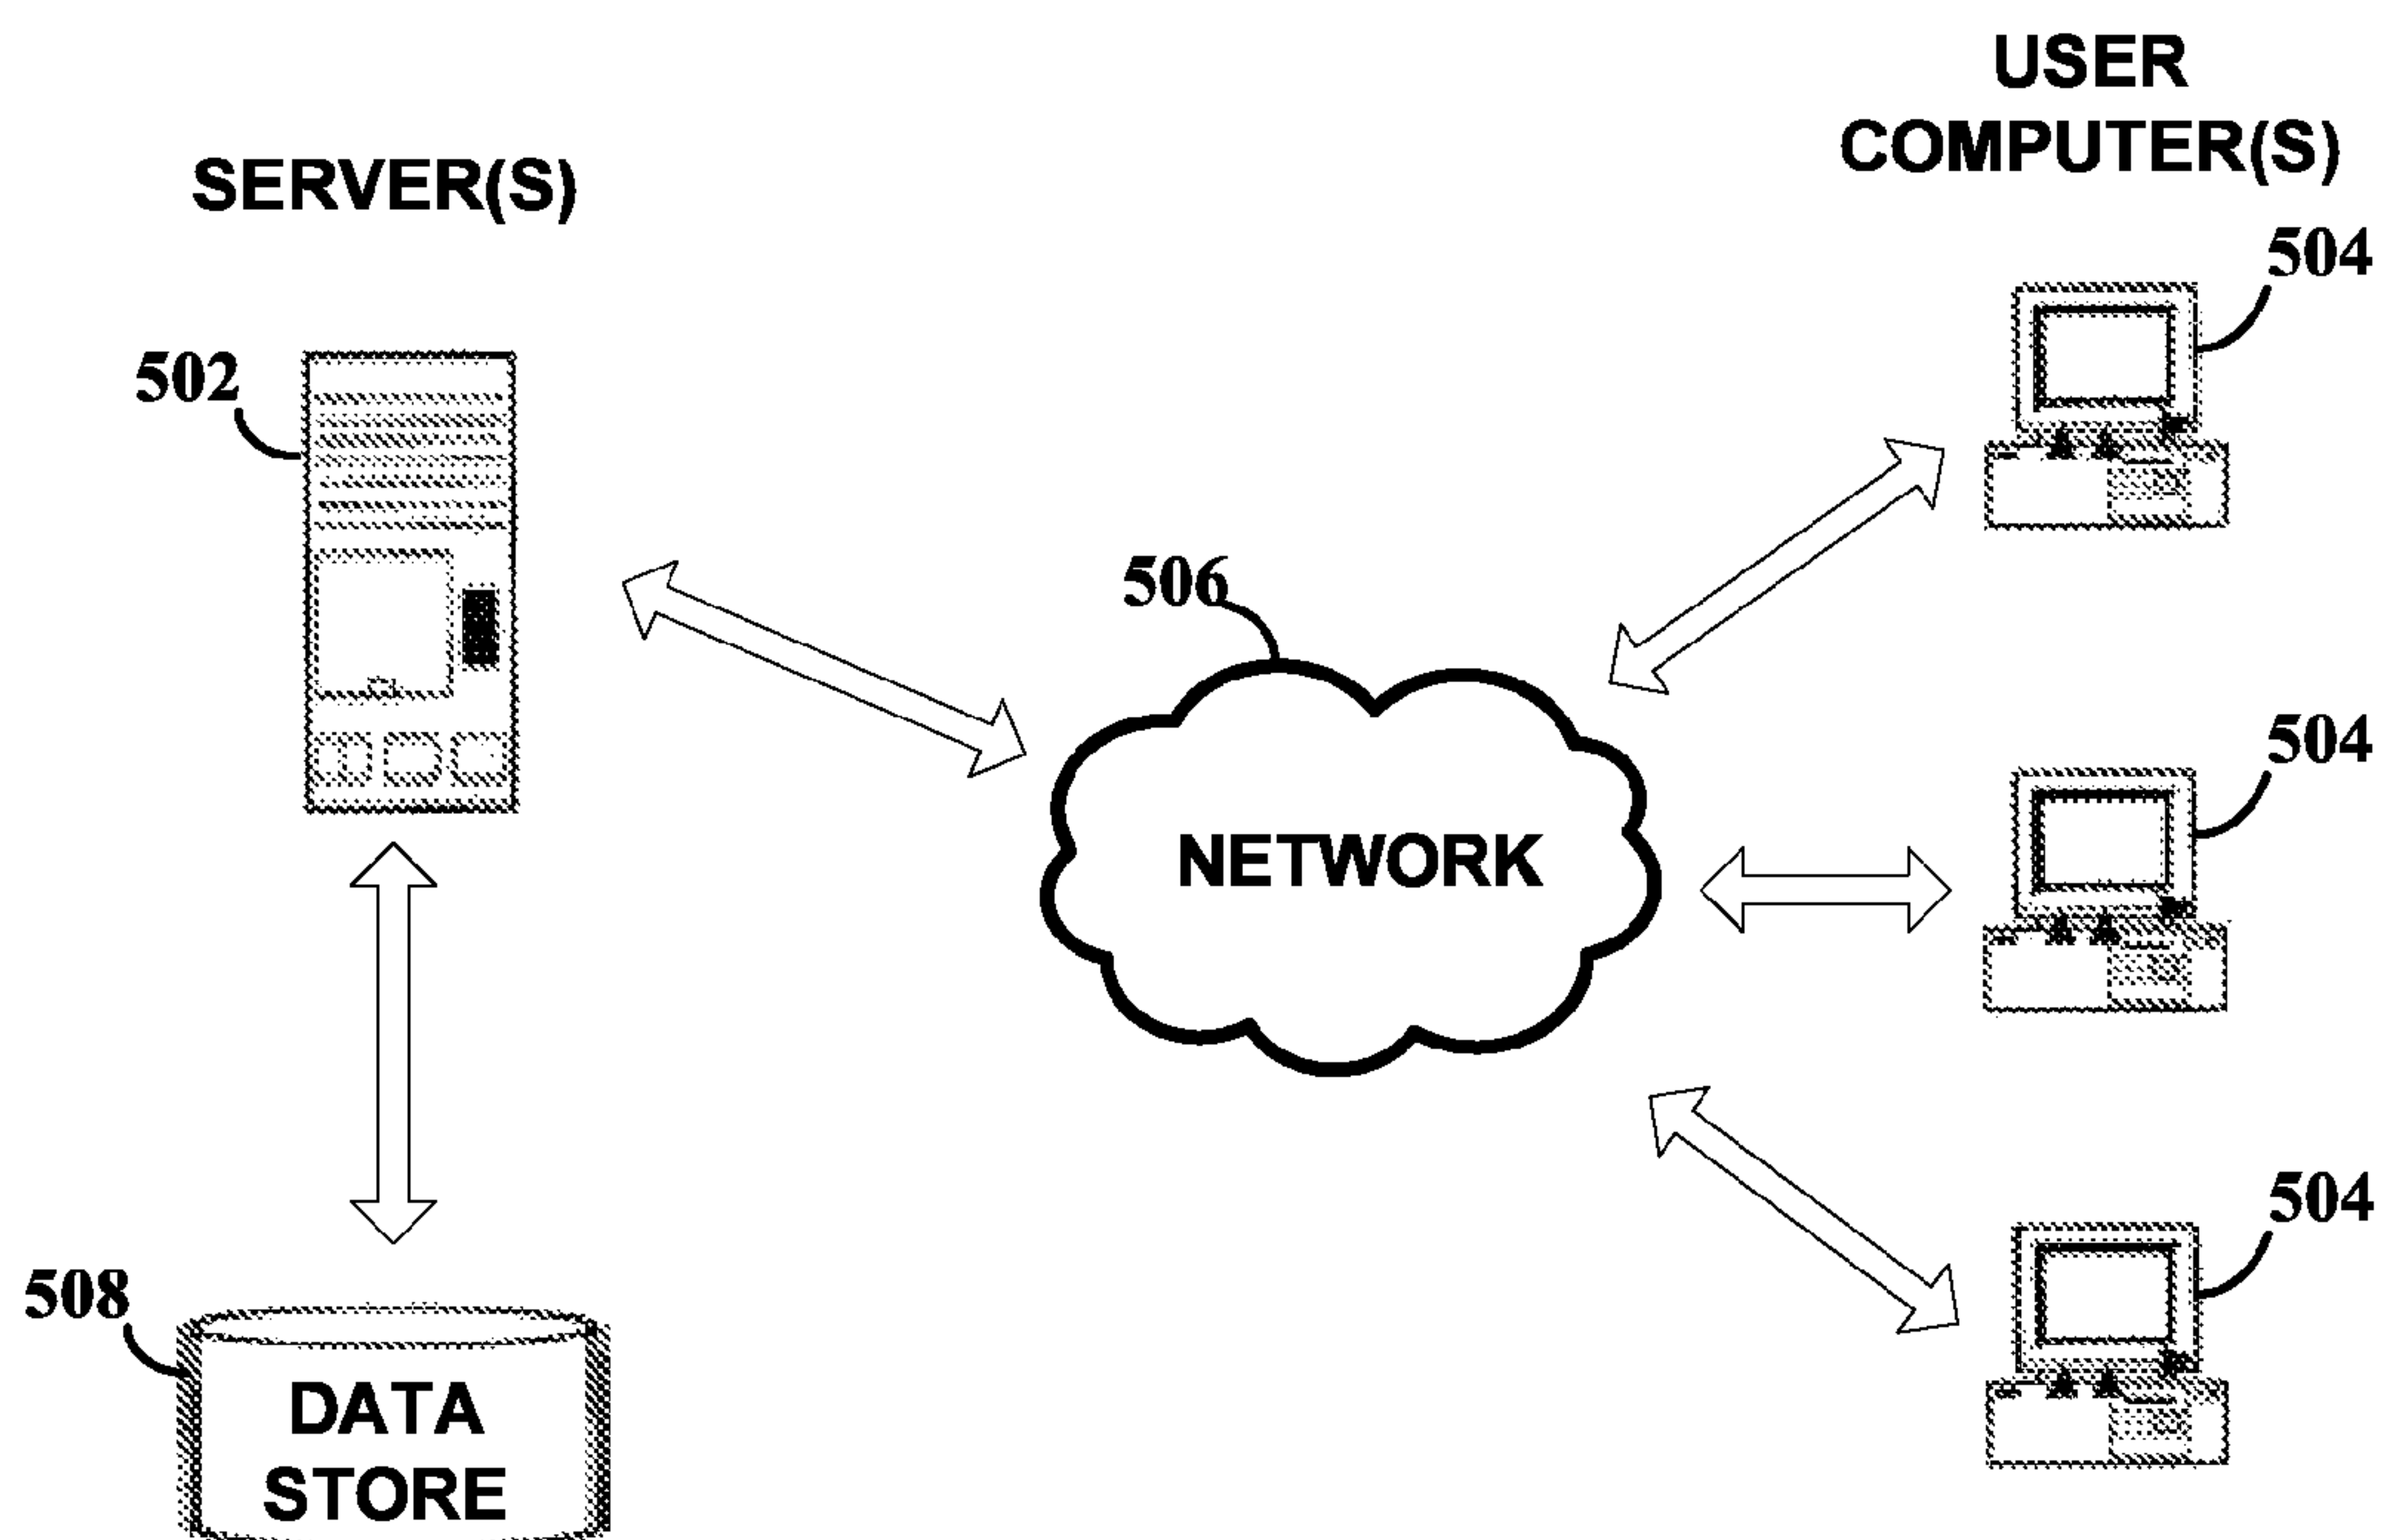 USER
COMPUTER(S)
SERVER(S)
504
502
506
504
NETWORK
504
508
DATA
STORE